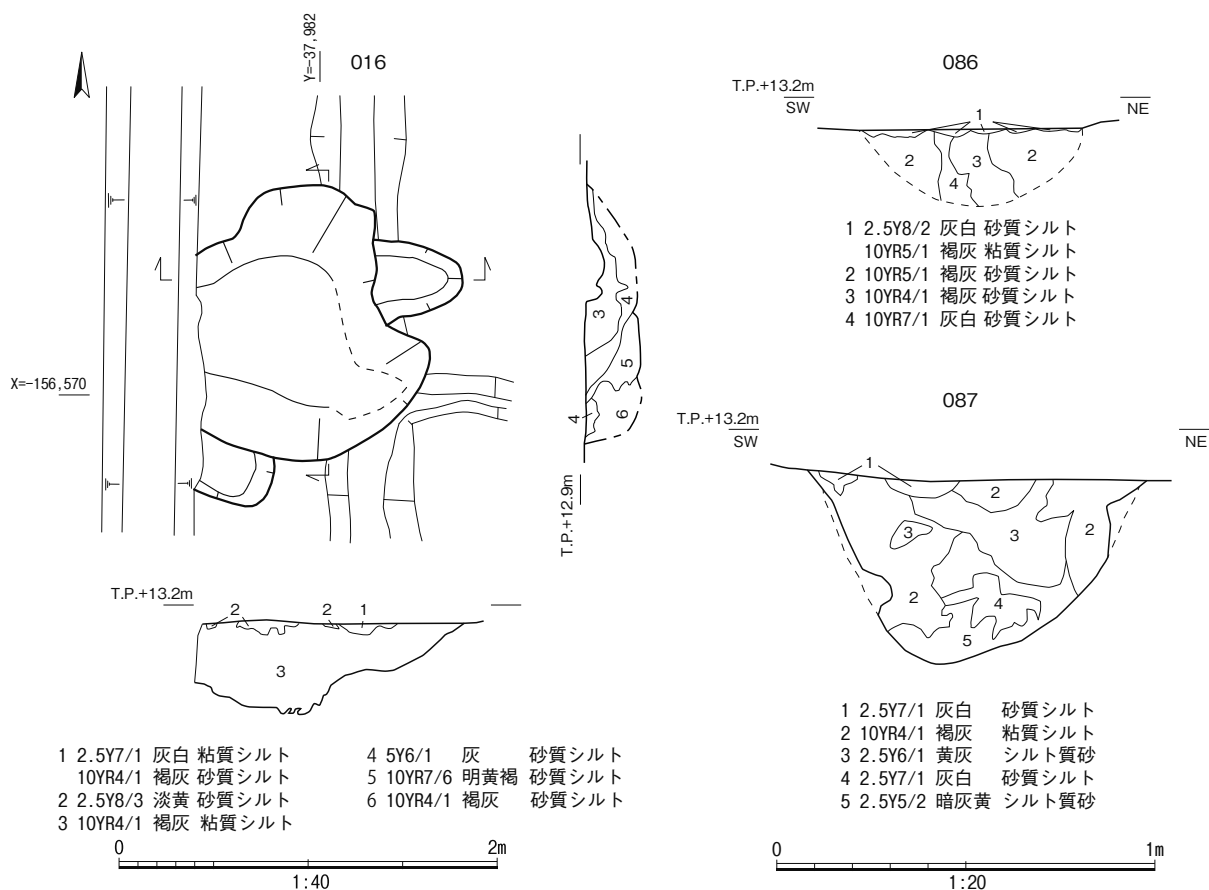 016
Y=-37,982
X=-156,570
3
4
5
4
6
T.P.+12.9m
T.P.+13.2m
2
2
1
3
1 2.5Y7/1 灰白 粘質シルト
10YR4/1 褐灰 砂質シルト
2 2.5Y8/3 淡黄 砂質シルト
3 10YR4/1 褐灰 粘質シルト
4 5Y6/1 灰 砂質シルト
5 10YR7/6 明黄褐 砂質シルト
6 10YR4/1 褐灰 砂質シルト
0 2m
1:40
086
T.P.+13.2m
SW
NE
1
2
3
2
4
1 2.5Y8/2 灰白 砂質シルト
10YR5/1 褐灰 粘質シルト
2 10YR5/1 褐灰 砂質シルト
3 10YR4/1 褐灰 砂質シルト
4 10YR7/1 灰白 砂質シルト
087
T.P.+13.2m
SW
NE
1
2
3
3
2
2
4
5
1 2.5Y7/1 灰白 砂質シルト
2 10YR4/1 褐灰 粘質シルト
3 2.5Y6/1 黄灰 シルト質砂
4 2.5Y7/1 灰白 砂質シルト
5 2.5Y5/2 暗灰黄 シルト質砂
0 1m
1:20